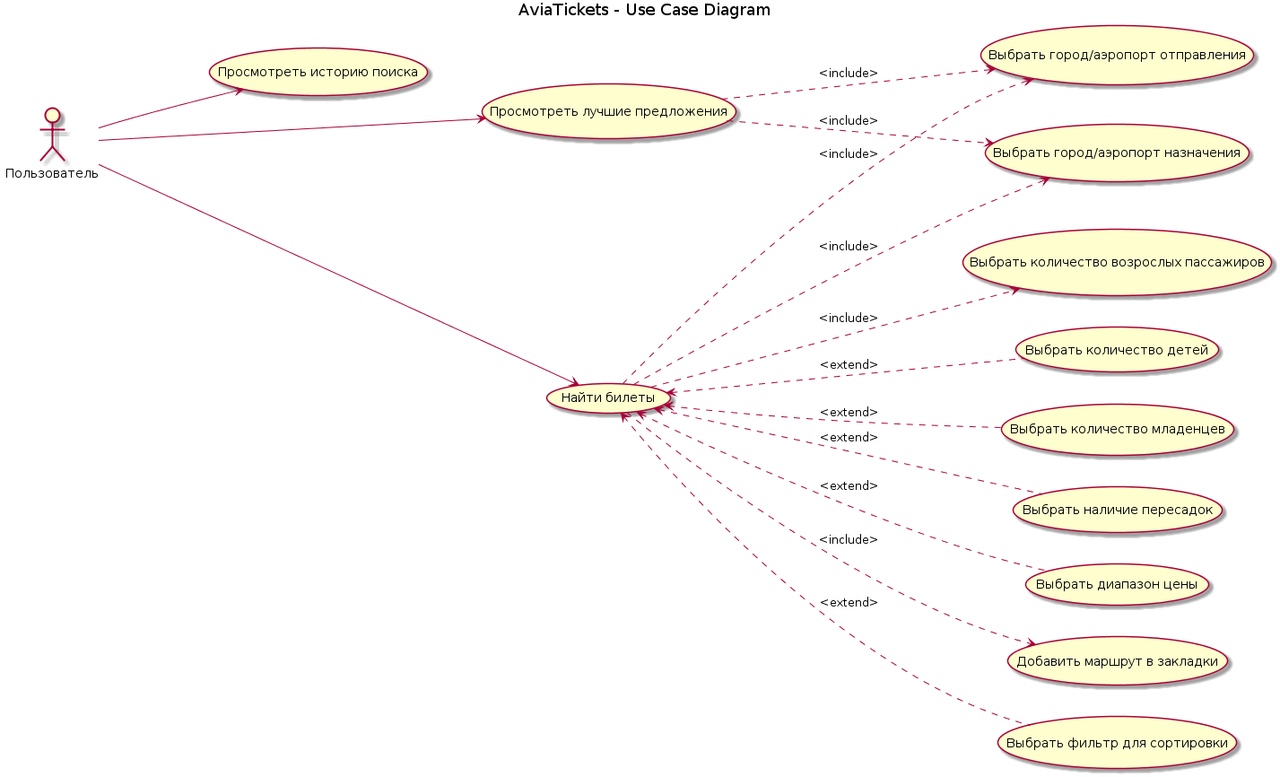 AviaTickets - Use Case Diagram
Просмотреть историю поиска
Просмотреть лучшие предложения
Пользователь
Найти билеты
<include>
<include>
<include>
<include>
<include>
<extend>
<extend>
<extend>
<extend>
<include>
<extend>
Выбрать город/аэропорт отправления
Выбрать город/аэропорт назначения
Выбрать количество возрослых пассажиров
Выбрать количество детей
Выбрать количество младенцев
Выбрать наличие пересадок
Выбрать диапазон цены
Добавить маршрут в закладки
Выбрать фильтр для сортировки